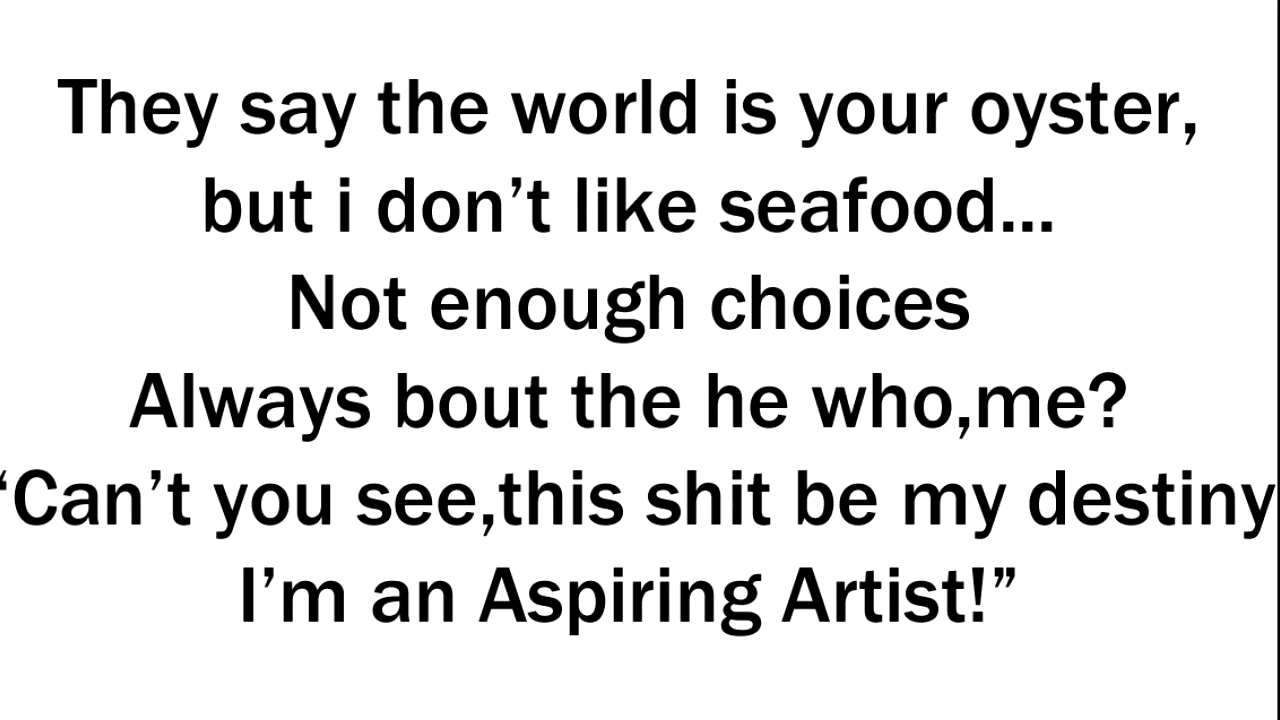 They say the world is your oyster,
but i don’t like seafood...
Not enough choices
Always bout the he who,me?
“Can’t you see,this shit be my destiny
I’m an Aspiring Artist!”